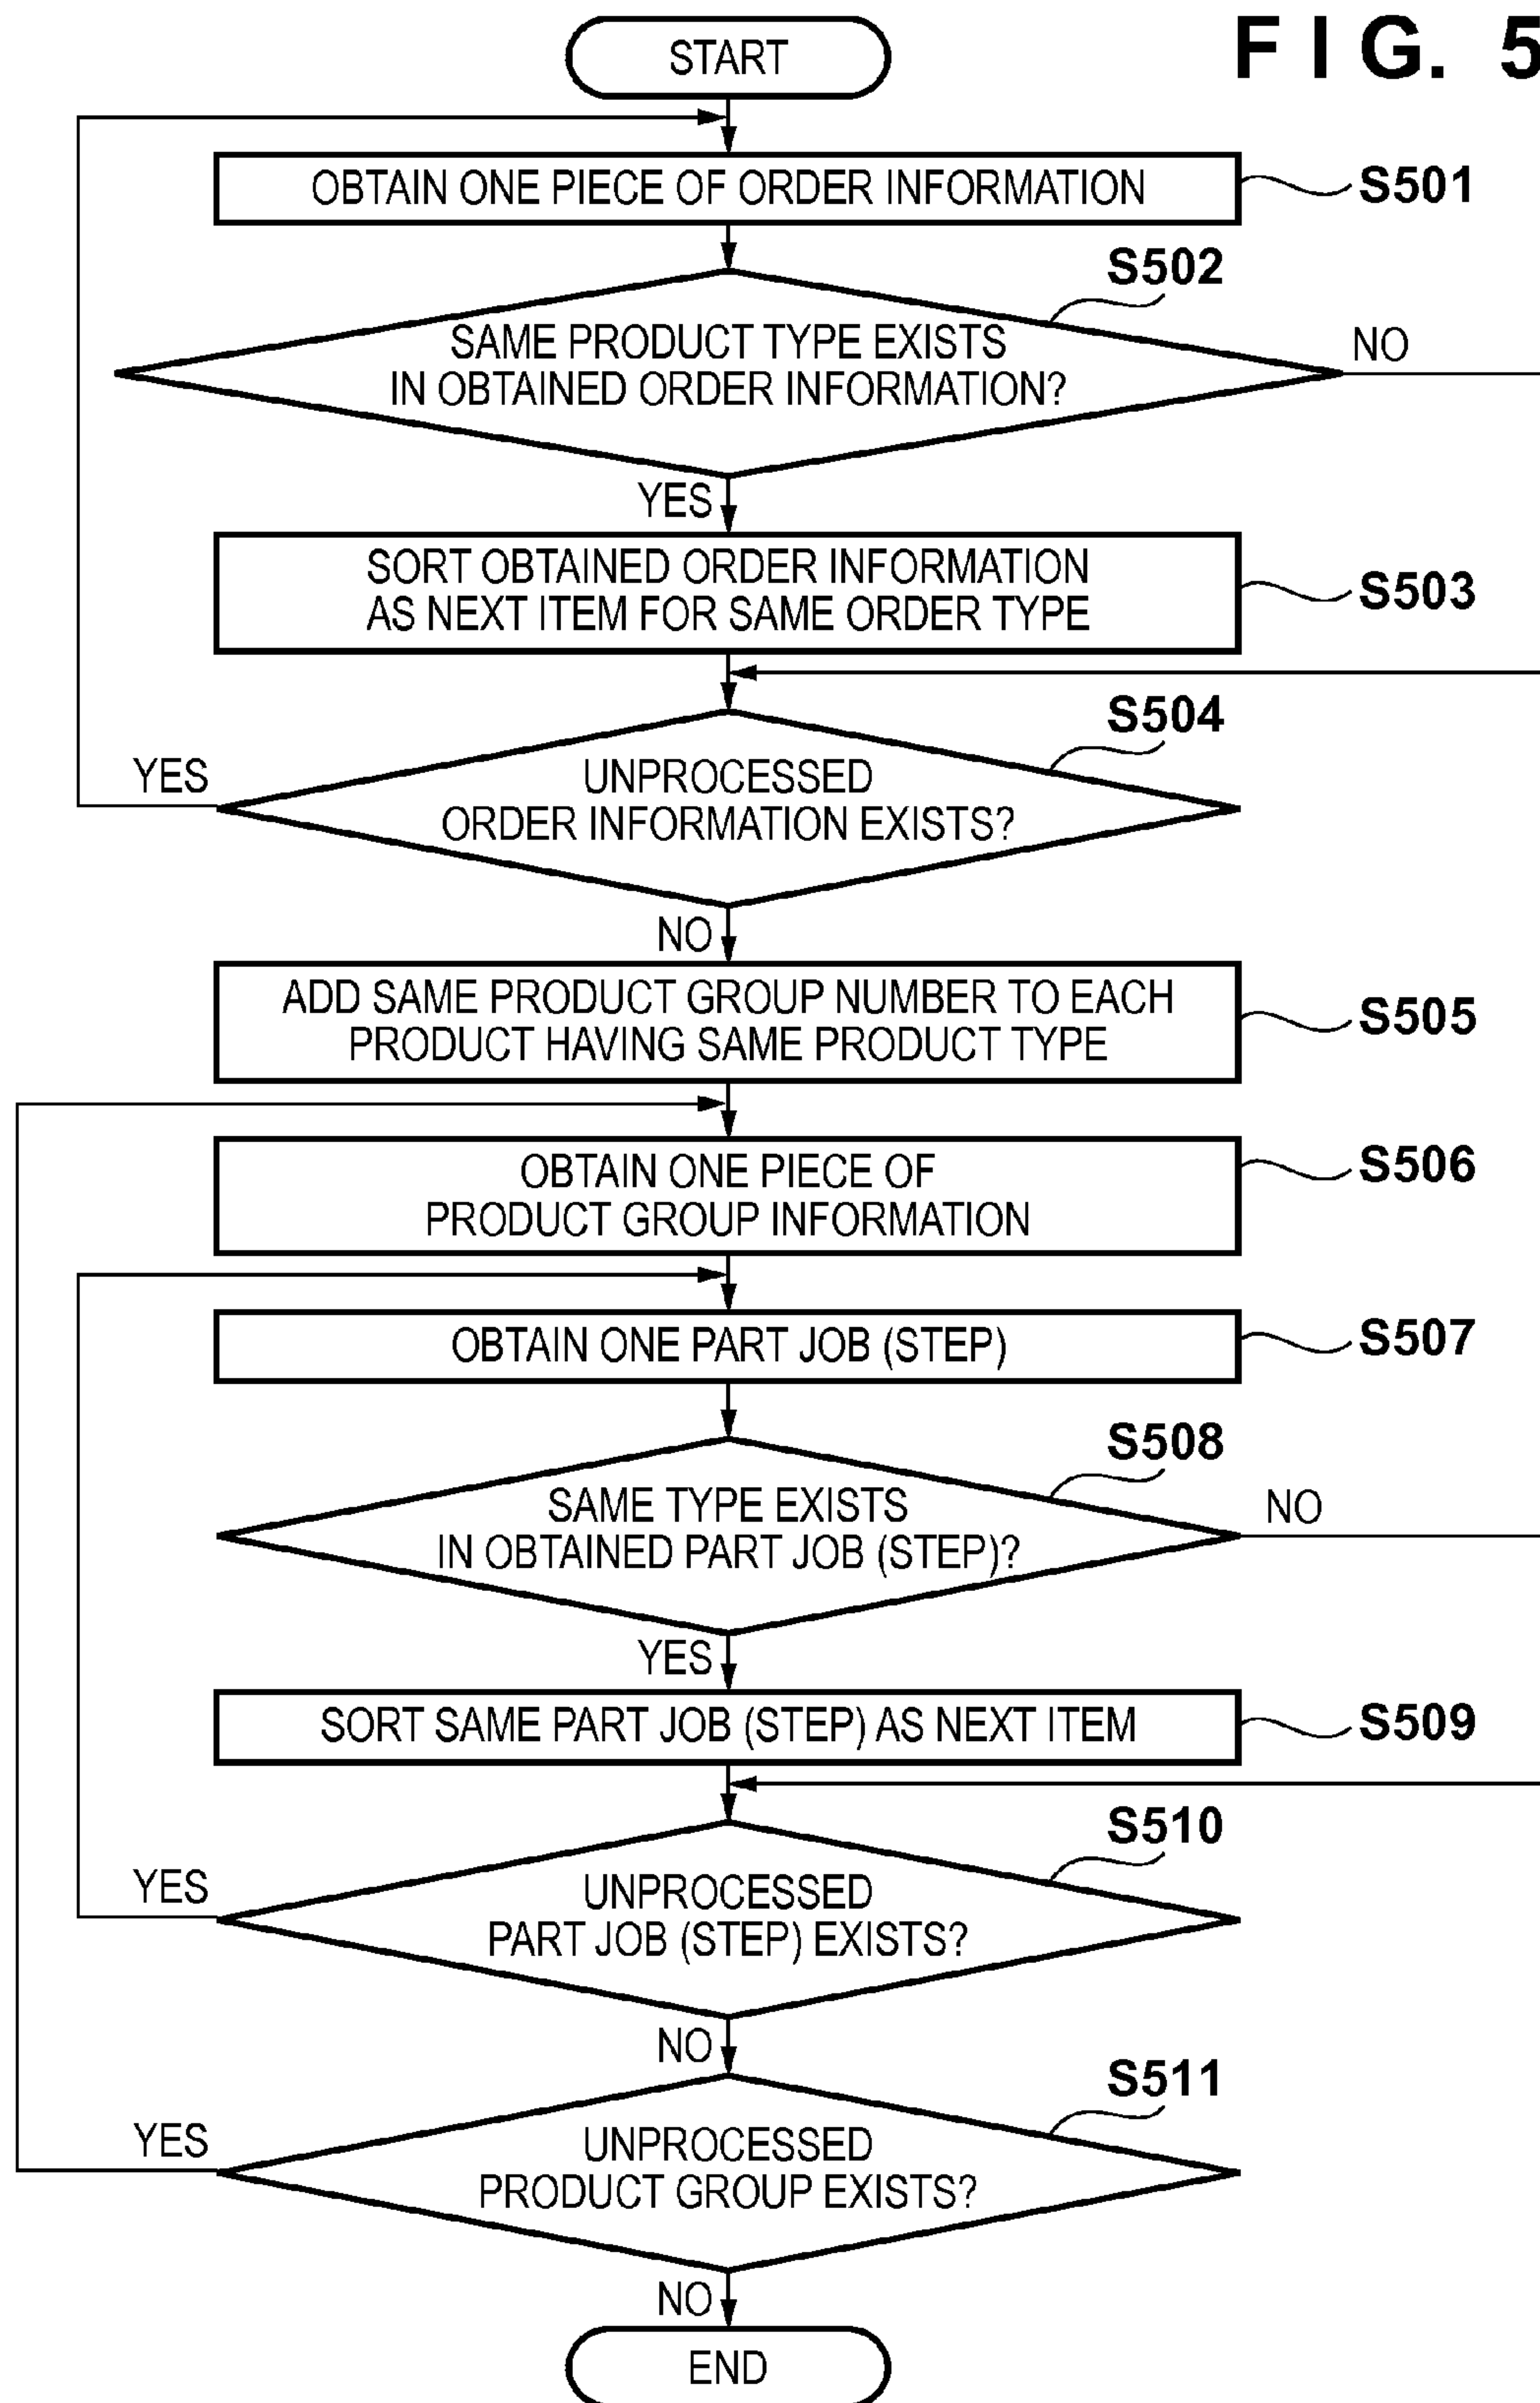 FIG. 5
START
OBTAIN ONE PIECE OF ORDER INFORMATION
S501
S502
SAME PRODUCT TYPE EXISTS
IN OBTAINED ORDER INFORMATION?
NO
YES
SORT OBTAINED ORDER INFORMATION
AS NEXT ITEM FOR SAME ORDER TYPE
S503
S504
UNPROCESSED
ORDER INFORMATION EXISTS?
YES
NO
ADD SAME PRODUCT GROUP NUMBER TO EACH
PRODUCT HAVING SAME PRODUCT TYPE
S505
OBTAIN ONE PIECE OF
PRODUCT GROUP INFORMATION
S506
OBTAIN ONE PART JOB (STEP)
S507
S508
SAME TYPE EXISTS
IN OBTAINED PART JOB (STEP)?
NO
YES
SORT SAME PART JOB (STEP) AS NEXT ITEM
S509
S510
UNPROCESSED
PART JOB (STEP) EXISTS?
YES
NO
S511
UNPROCESSED
PRODUCT GROUP EXISTS?
YES
NO
END